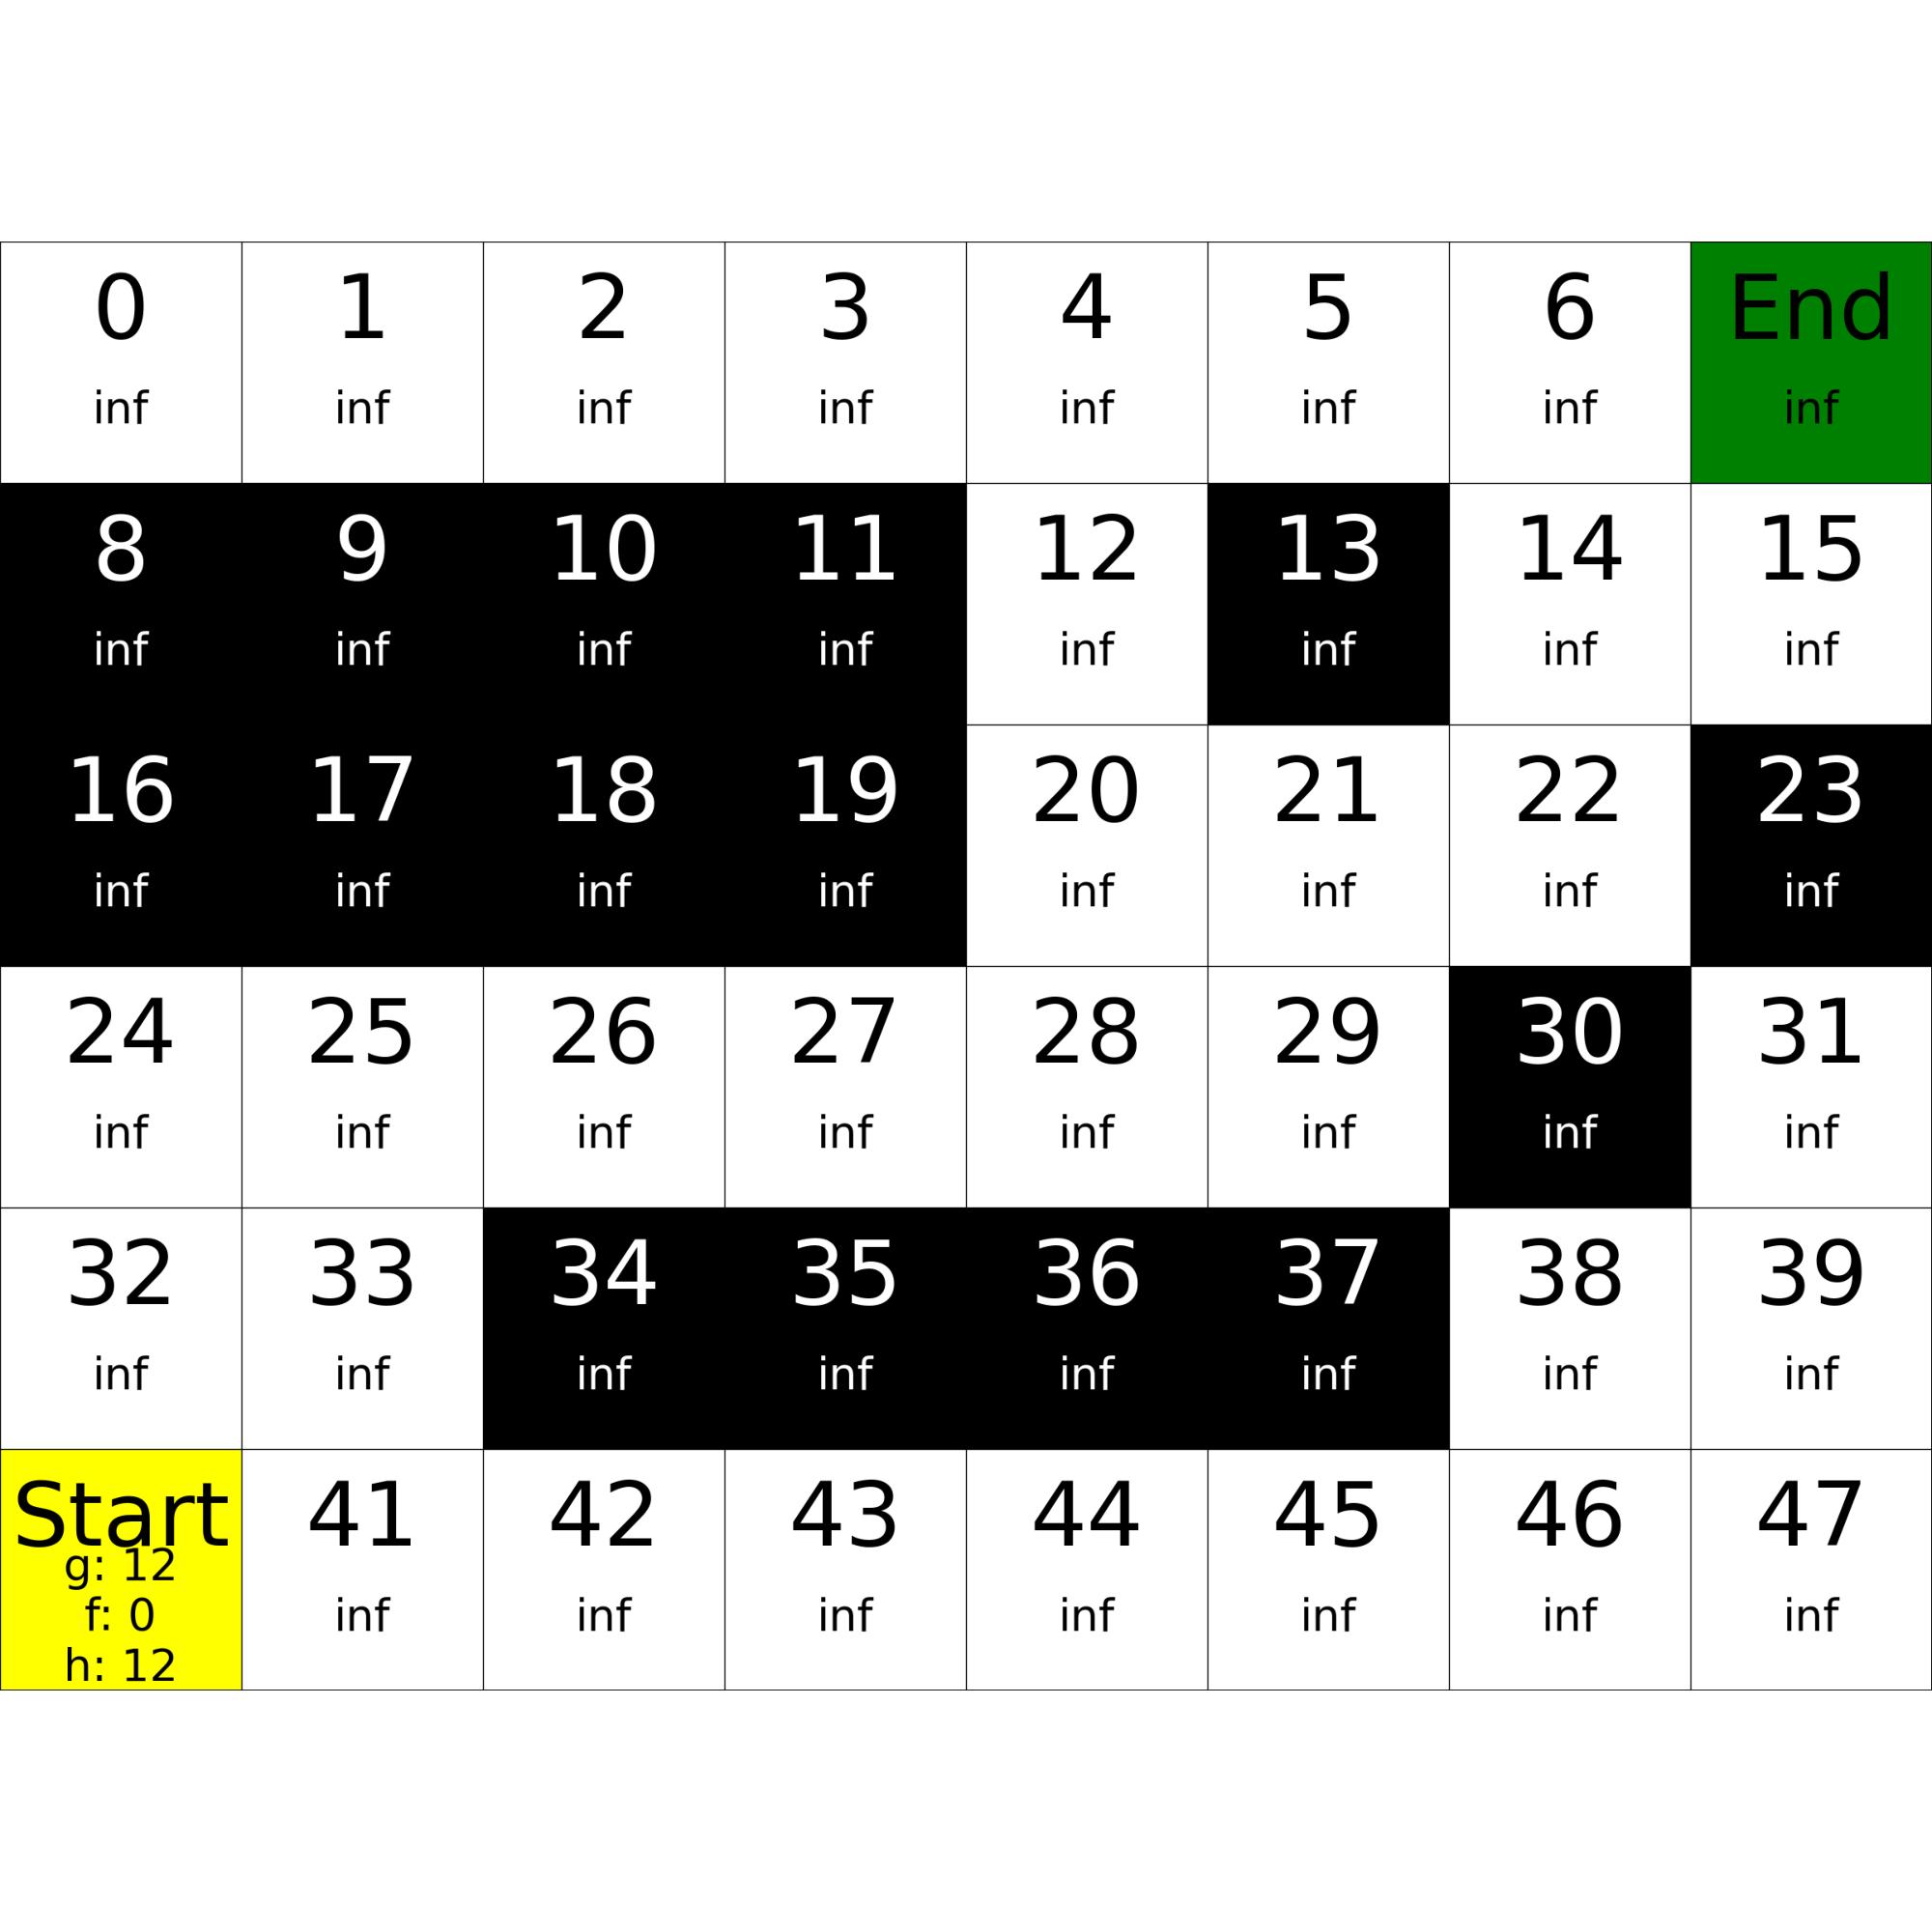 0 1 2 3 4 5 6 End
inf inf inf inf inf inf inf inf
8 9 10 11 12 13 14 15
inf inf inf inf inf inf inf inf
16 17 18 19 20 21 22 23
inf inf inf inf inf inf inf inf
24 25 26 27 28 29 30 31
inf inf inf inf inf inf inf inf
32 33 34 35 36 37 38 39
inf inf inf inf inf inf inf inf
Start 41 42 43 44 45 46 47
g: 12
f: 0 inf inf inf inf inf inf inf
h: 12